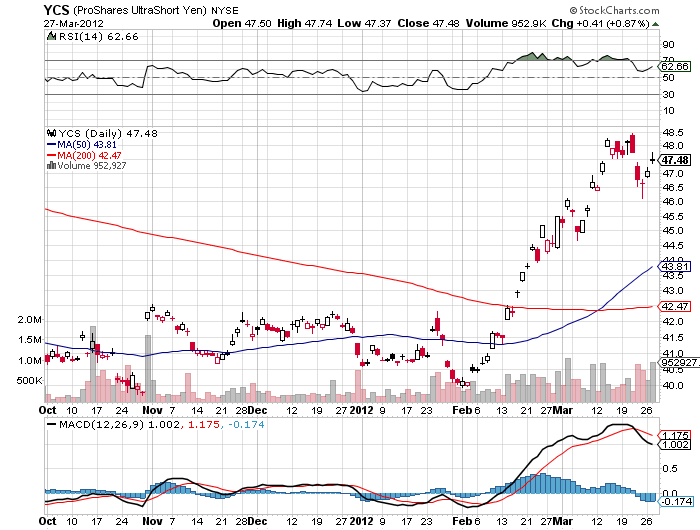 YCS (ProShares UltraShort Yen) NYSE
© StockCharts.com
27-Mar-2012 Open 47.50 High 47.74 Low 47.37 Close 47.48 Volume 952.9K Chg +0.41 (+0.87%)
RSI(14) 62.66
90
70
62.66
50
30
10
YCS (Daily) 47.48
MA(50) 43.81
MA(200) 42.47
Volume 952,927
48.5
48.0
47.48
47.0
46.5
46.0
45.5
45.0
44.5
44.0
43.81
43.5
43.0
42.47
42.0
41.5
41.0
952927
40.5
40.0
2.0M
1.5M
1.0M
500K
Oct 10 17 24 Nov 7 14 21 28 Dec 12 19 27 2012 9 17 23 Feb 6 13 21 27 Mar 12 19 26
MACD(12,26,9) 1.002, 1.175, -0.174
1.175
1.002
0.5
0.0
-0.174
Oct 10 17 24 Nov 7 14 21 28 Dec 12 19 27 2012 9 17 23 Feb 6 13 21 27 Mar 12 19 26